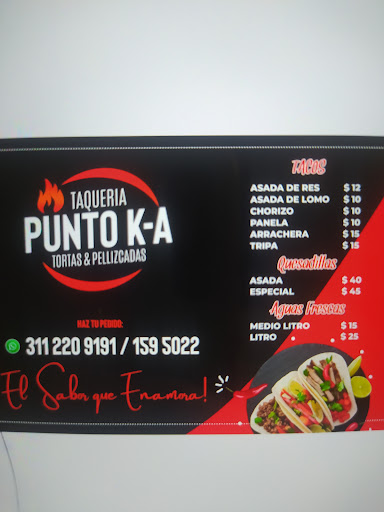 TAQUERIA
PUNTO K-A
TORTAS & PELLIZCADAS
HAZ TU PEDIDO:
311 220 9191 / 159 5022
El Sabor que Enamora!
TACOS
ASADA DE RES $ 12
ASADA DE LOMO $ 10
CHORIZO $ 10
PANELA $ 10
ARRACHERA $ 15
TRIPA $ 15
Quesadillas
ASADA $ 40
ESPECIAL $ 45
Aguas Frescas
MEDIO LITRO $ 15
LITRO $ 25